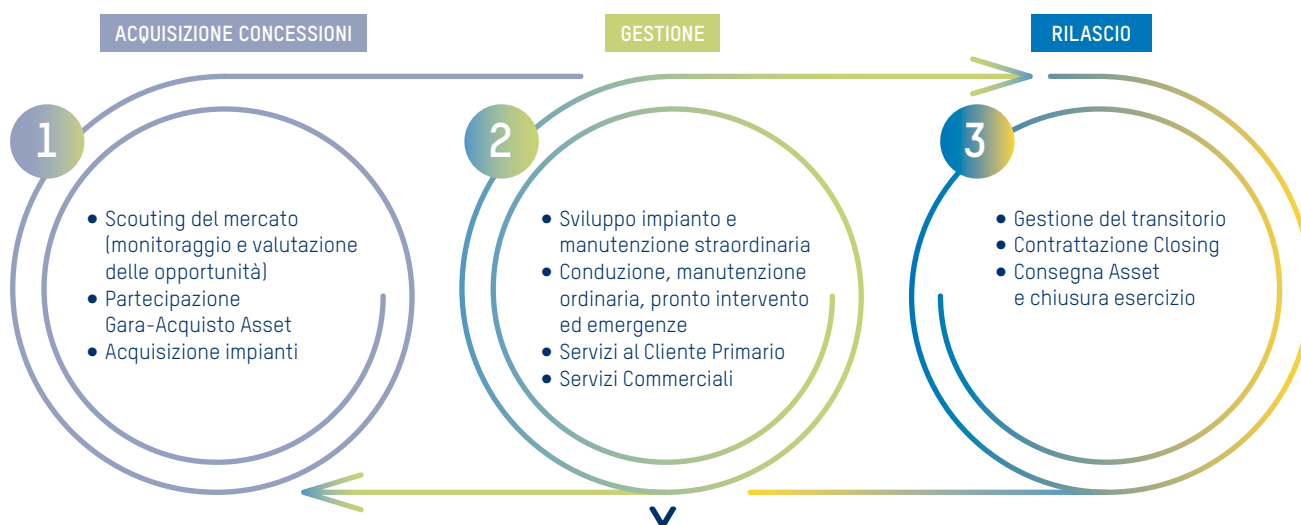 ACQUISIZIONE CONCESSIONI
GESTIONE
RILASCIO
1
• Scouting del mercato
(monitoraggio e valutazione
delle opportunità)
• Partecipazione
Gara-Acquisto Asset
• Acquisizione impianti
2
• Sviluppo impianto e
manutenzione straordinaria
• Conduzione, manutenzione
ordinaria, pronto intervento
ed emergenze
• Servizi al Cliente Primario
• Servizi Commerciali
3
• Gestione del transitorio
• Contrattazione Closing
• Consegna Asset
e chiusura esercizio